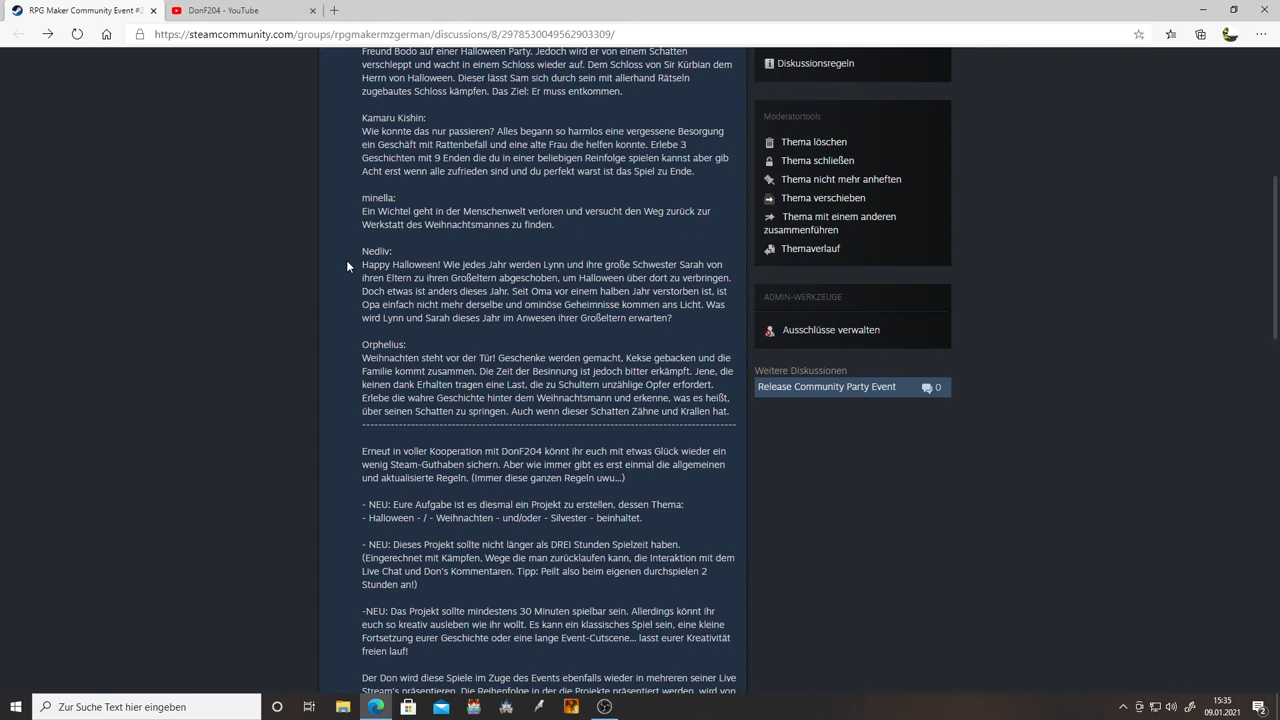 RPG Maker Community Event #2
DonF204 - YouTube
https://steamcommunity.com/groups/rpgmakermzgerman/discussions/8/2978530049562903309/
Freund Bodo auf einer Halloween Party. Jedoch wird er von einem Schatten
verschleppt und wacht in einem Schloss wieder auf. Dem Schloss von Sir Kürbian dem
Herrn von Halloween. Dieser lässt Sam sich durch sein mit allerhand Rätseln
zugebautes Schloss kämpfen. Das Ziel: Er muss entkommen.
Kamaru Kishin:
Wie konnte das nur passieren? Alles begann so harmlos eine vergessene Besorgung
ein Geschäft mit Rattenbefall und eine alte Frau die helfen konnte. Erlebe 3
Geschichten mit 9 Enden die du in einer beliebigen Reinfolge spielen kannst aber gib
Acht erst wenn alle zufrieden sind und du perfekt warst ist das Spiel zu Ende.
minella:
Ein Wichtel geht in der Menschenwelt verloren und versucht den Weg zurück zur
Werkstatt des Weihnachtsmannes zu finden.
Nedliv:
Happy Halloween! Wie jedes Jahr werden Lynn und ihre große Schwester Sarah von
ihren Eltern zu ihren Großeltern abgeschoben, um Halloween über dort zu verbringen.
Doch etwas ist anders dieses Jahr. Seit Oma vor einem halben Jahr verstorben ist, ist
Opa einfach nicht mehr derselbe und ominöse Geheimnisse kommen ans Licht. Was
wird Lynn und Sarah dieses Jahr im Anwesen ihrer Großeltern erwarten?
Orphelius:
Weihnachten steht vor der Tür! Geschenke werden gemacht, Kekse gebacken und die
Familie kommt zusammen. Die Zeit der Besinnung ist jedoch bitter erkämpft. Jene, die
keinen dank Erhalten tragen eine Last, die zu Schultern unzählige Opfer erfordert.
Erlebe die wahre Geschichte hinter dem Weihnachtsmann und erkenne, was es heißt,
über seinen Schatten zu springen. Auch wenn dieser Schatten Zähne und Krallen hat.
--------------------------------------------------------------------------------------------
Erneut in voller Kooperation mit DonF204 könnt ihr euch mit etwas Glück wieder ein
wenig Steam-Guthaben sichern. Aber wie immer gibt es erst einmal die allgemeinen
und aktualisierte Regeln. (Immer diese ganzen Regeln uwu...)
- NEU: Eure Aufgabe ist es diesmal ein Projekt zu erstellen, dessen Thema:
- Halloween - / - Weihnachten - und/oder - Silvester - beinhaltet.
- NEU: Dieses Projekt sollte nicht länger als DREI Stunden Spielzeit haben.
(Eingerechnet mit Kämpfen, Wege die man zurücklaufen kann, die Interaktion mit dem
Live Chat und Don's Kommentaren. Tipp: Peilt also beim eigenen durchspielen 2
Stunden an!)
-NEU: Das Projekt sollte mindestens 30 Minuten spielbar sein. Allerdings könnt ihr
euch so kreativ ausleben wie ihr wollt. Es kann ein klassisches Spiel sein, eine kleine
Fortsetzung eurer Geschichte oder eine lange Event-Cutscene... lasst eurer Kreativität
freien lauf!
Der Don wird diese Spiele im Zuge des Events ebenfalls wieder in mehreren seiner Live
Stream's präsentieren. Die Reihenfolge in der die Projekte präsentiert werden, wird von
Diskussionsregeln
Moderatortools
Thema löschen
Thema schließen
Thema nicht mehr anheften
Thema verschieben
Thema mit einem anderen
zusammenführen
Themaverlauf
ADMIN-WERKZEUGE
Ausschlüsse verwalten
Weitere Diskussionen
Release Community Party Event
0
Zur Suche Text hier eingeben
15:35
09.01.2021